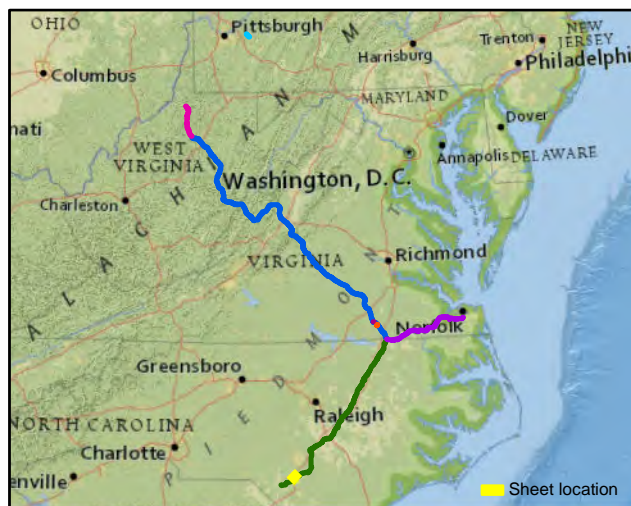 OHIO
Pittsburgh
NEW
JERSEY
Trenton
Harrisburg
Columbus
Philadelphi
MARYLAND
nati
Dover
WEST
VIRGINIA
Annapolis
DELAWARE
Washington, D.C.
Charleston
A L A C H I A N M
VIRGINIA
Richmond
Norfolk
Greensboro
P I E D M O N T
Raleigh
NORTH CAROLINA
Charlotte
enville
Sheet location